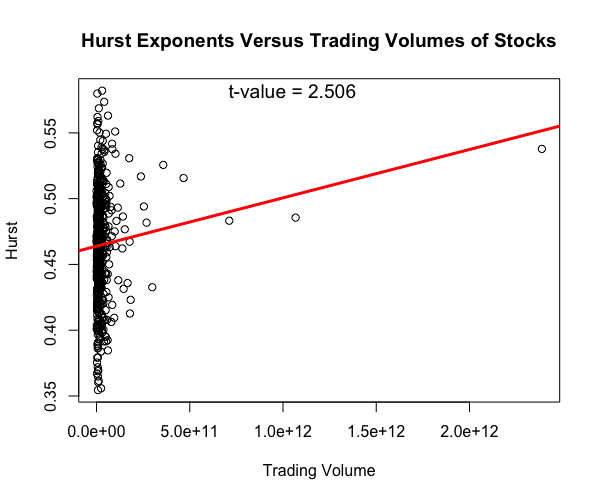 Hurst Exponents Versus Trading Volumes of Stocks
t-value = 2.506
Hurst
0.55
0.50
0.45
0.40
0.35
0.0e+00 5.0e+11 1.0e+12 1.5e+12 2.0e+12
Trading Volume